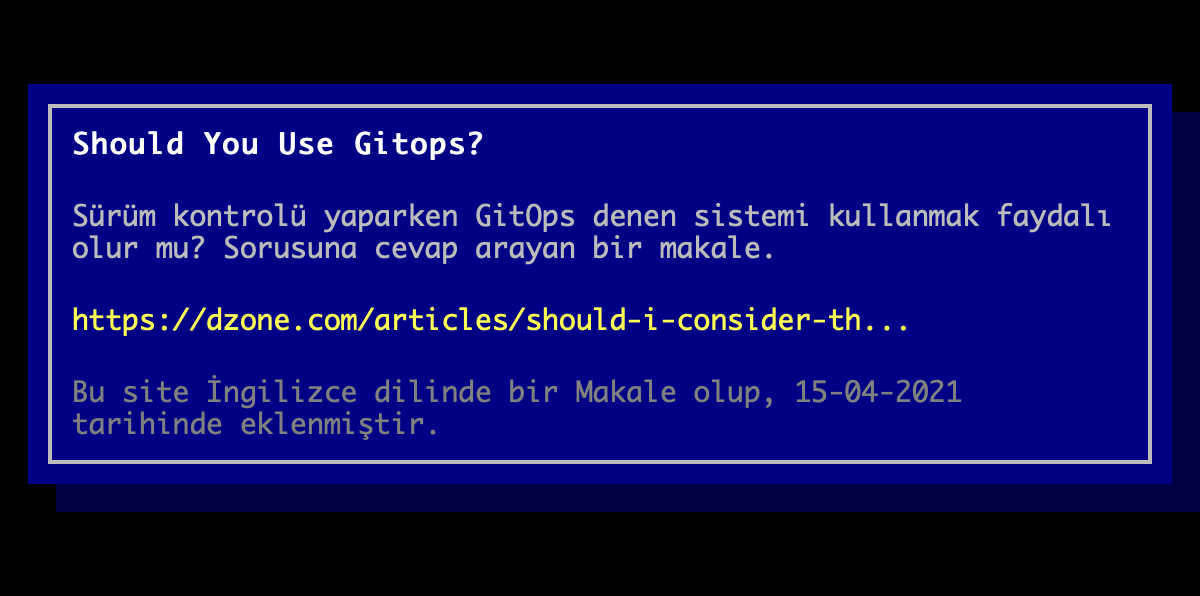 Should You Use Gitops?
Sürüm kontrolü yaparken GitOps denen sistemi kullanmak faydalı
olur mu? Sorusuna cevap arayan bir makale.
https://dzone.com/articles/should-i-consider-th...
Bu site İngilizce dilinde bir Makale olup, 15-04-2021
tarihinde eklenmiştir.